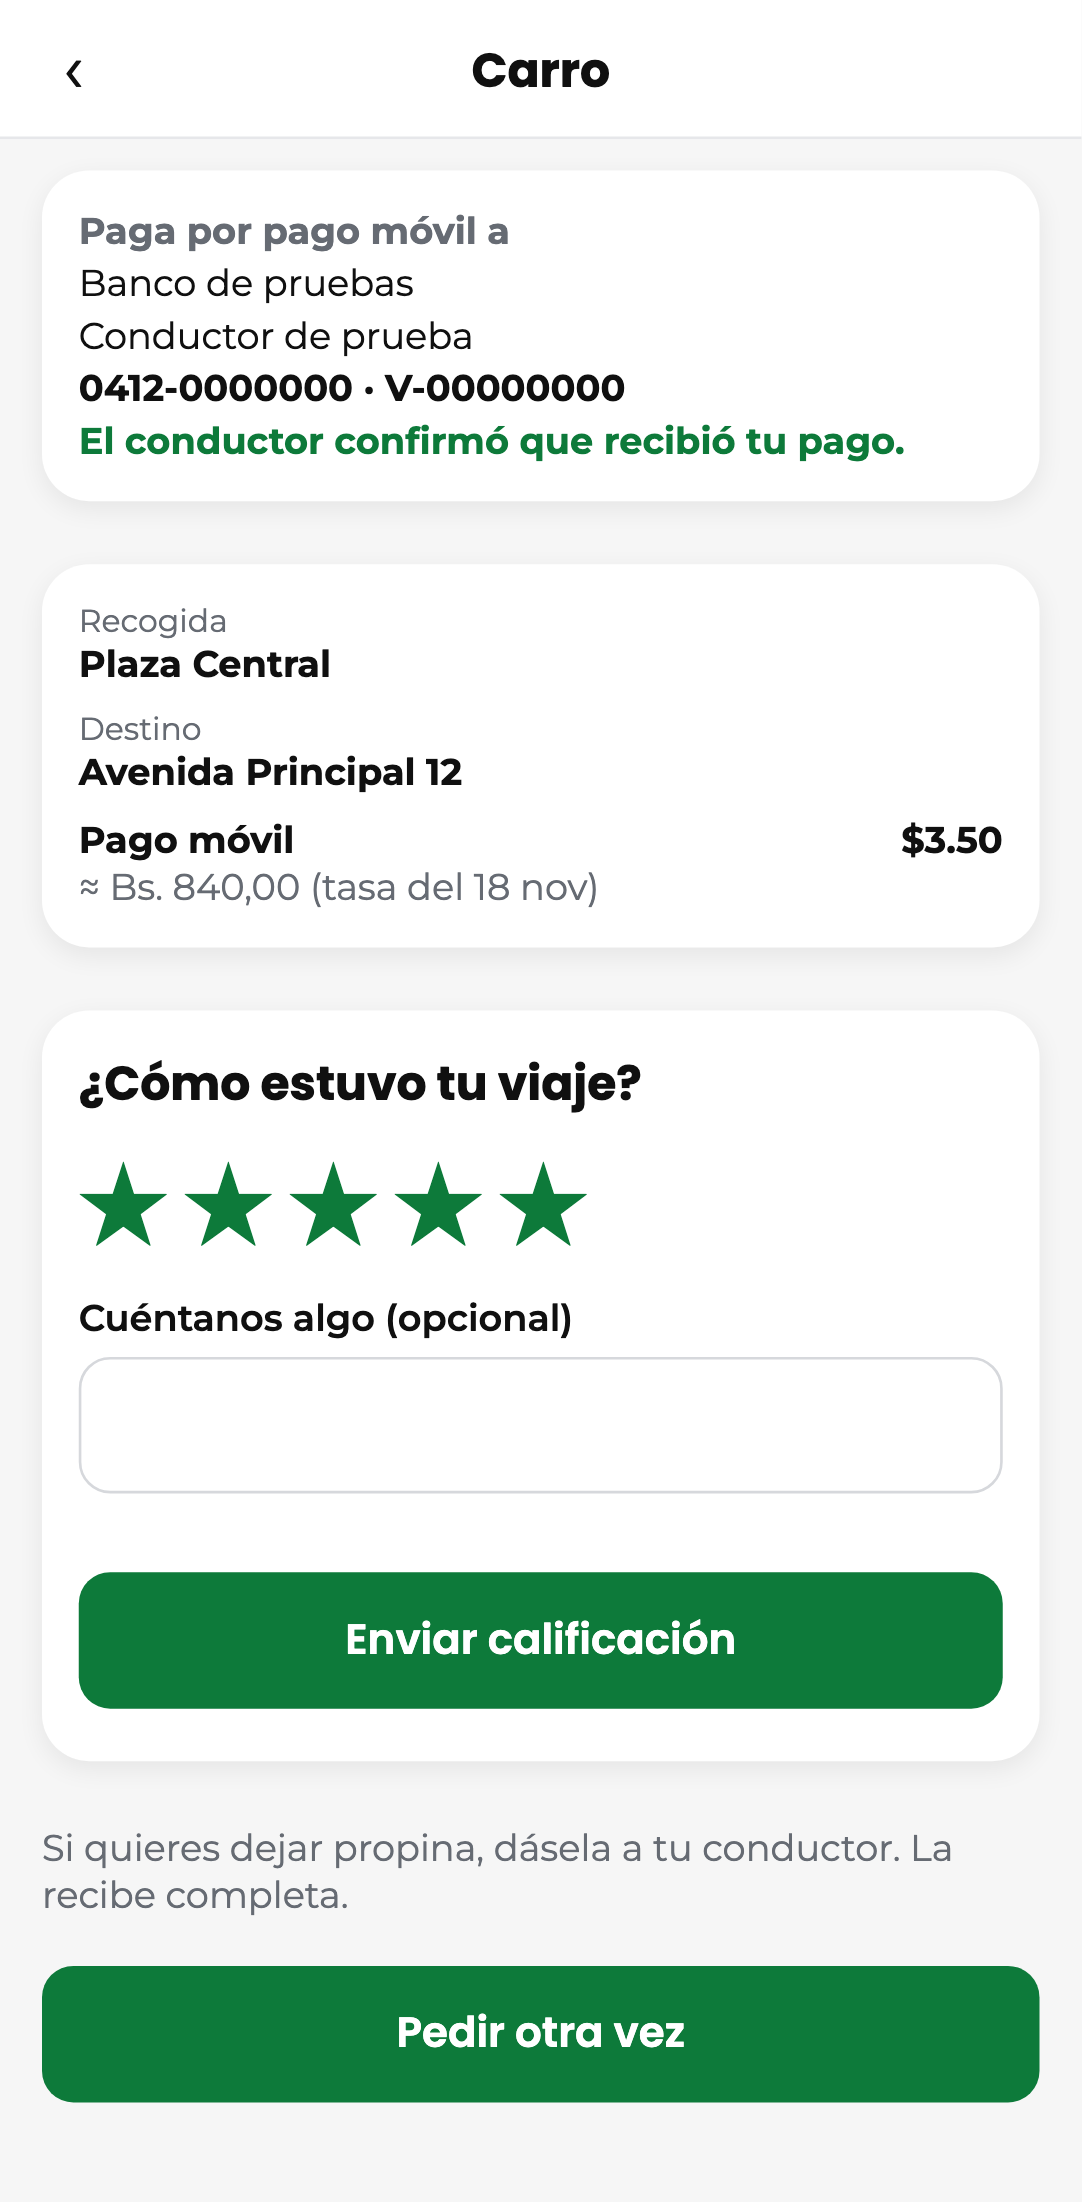 ‹
Carro
Paga por pago móvil a
Banco de pruebas
Conductor de prueba
0412-0000000 · V-00000000
El conductor confirmó que recibió tu pago.
Recogida
Plaza Central
Destino
Avenida Principal 12
Pago móvil $3.50
≈ Bs. 840,00 (tasa del 18 nov)
¿Cómo estuvo tu viaje?
★★★★★
Cuéntanos algo (opcional)
Enviar calificación
Si quieres dejar propina, dásela a tu conductor. La
recibe completa.
Pedir otra vez